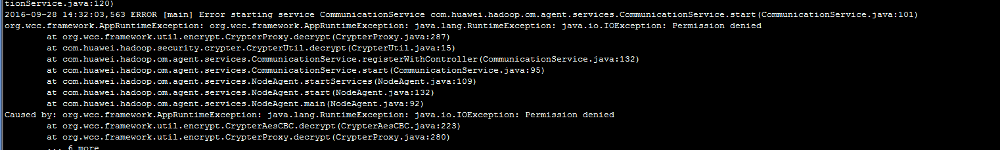 tionService.java:120)
2016-09-28 14:32:03,563 ERROR [main] Error starting service CommunicationService com.huawei.hadoop.om.agent.services.CommunicationService.start(CommunicationService.java:101)
org.wcc.framework.AppRuntimeException: org.wcc.framework.AppRuntimeException: java.lang.RuntimeException: java.io.IOException: Permission denied
at org.wcc.framework.util.encrypt.CrypterProxy.decrypt(CrypterProxy.java:287)
at com.huawei.hadoop.security.crypter.CrypterUtil.decrypt(CrypterUtil.java:15)
at com.huawei.hadoop.om.agent.services.CommunicationService.registerWithController(CommunicationService.java:132)
at com.huawei.hadoop.om.agent.services.CommunicationService.start(CommunicationService.java:95)
at com.huawei.hadoop.om.agent.services.NodeAgent.startServices(NodeAgent.java:109)
at com.huawei.hadoop.om.agent.services.NodeAgent.start(NodeAgent.java:132)
at com.huawei.hadoop.om.agent.services.NodeAgent.main(NodeAgent.java:92)
Caused by: org.wcc.framework.AppRuntimeException: java.lang.RuntimeException: java.io.IOException: Permission denied
at org.wcc.framework.util.encrypt.CrypterAesCBC.decrypt(CrypterAesCBC.java:223)
at org.wcc.framework.util.encrypt.CrypterProxy.decrypt(CrypterProxy.java:280)
... 6 more